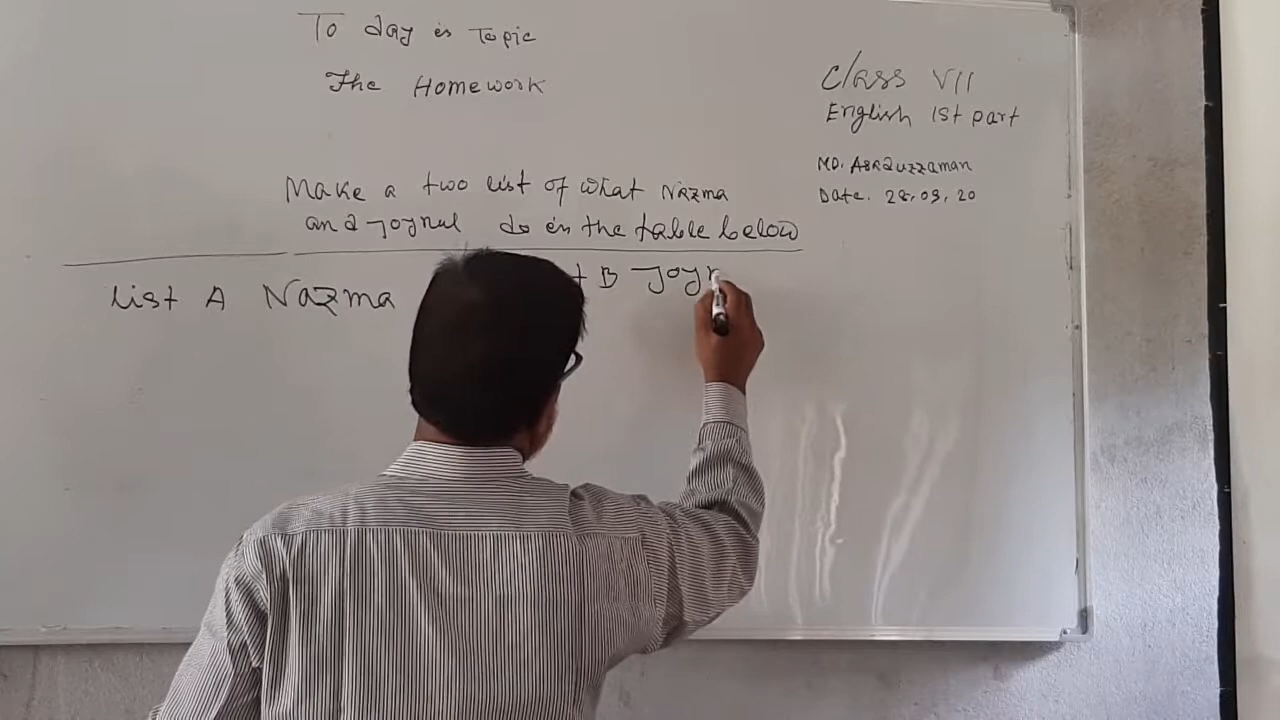 To day is Topic
The Homework
Class VII
English 1st part
MD. Asaduzzaman
Date. 28.09.20
Make a two list of what Nazma
and joynul do in the table below
List A Nazma
t B Joyn